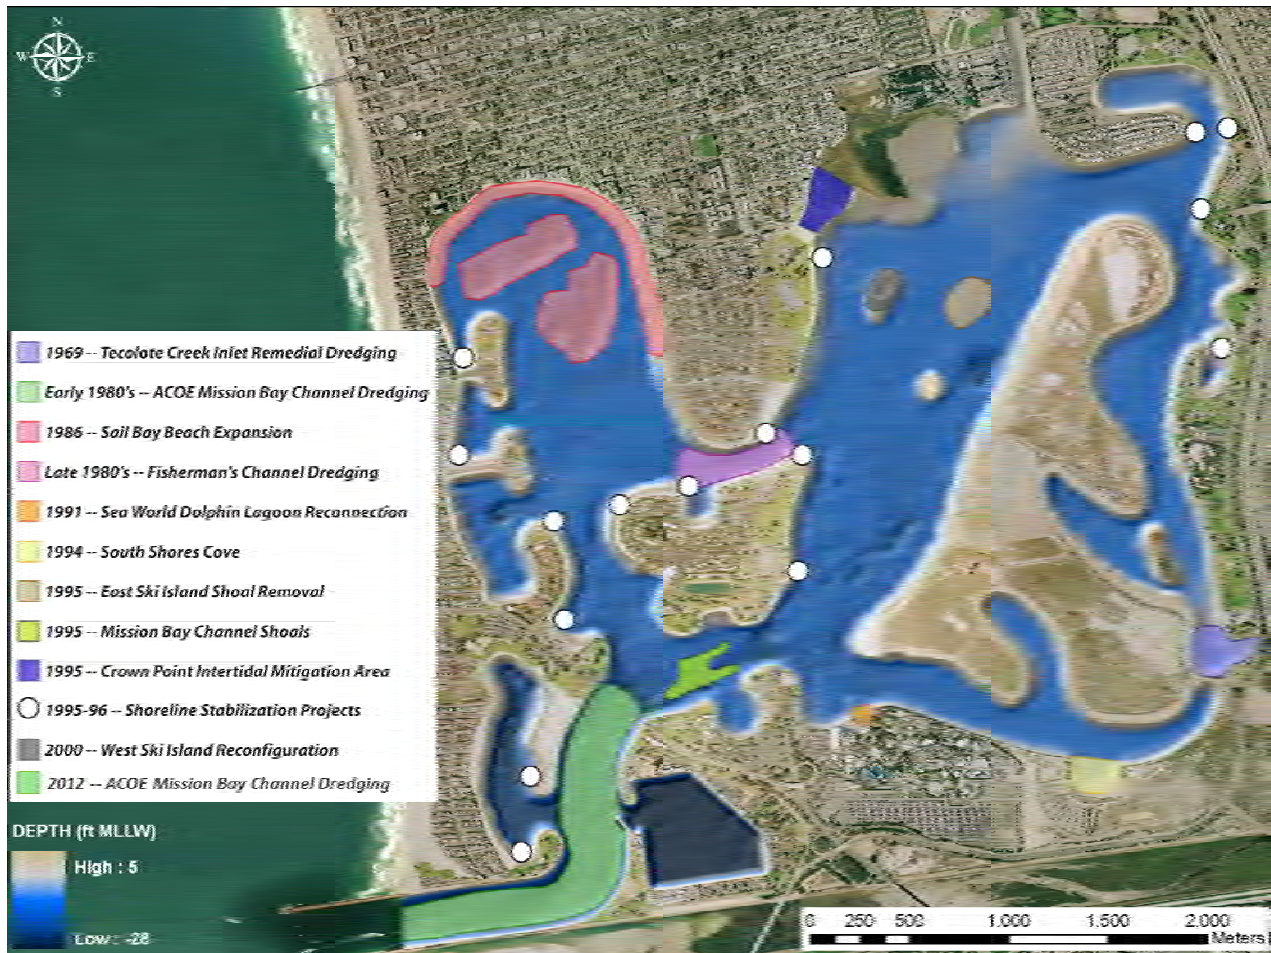 N
W E
S
1969 -- Tecolote Creek Inlet Remedial Dredging
Early 1980's -- ACOE Mission Bay Channel Dredging
1986 -- Sail Bay Beach Expansion
Late 1980's -- Fisherman's Channel Dredging
1991 -- Sea World Dolphin Lagoon Reconnection
1994 -- South Shores Cove
1995 -- East Ski Island Shoal Removal
1995 -- Mission Bay Channel Shoals
1995 -- Crown Point Intertidal Mitigation Area
1995-96 -- Shoreline Stabilization Projects
2000 -- West Ski Island Reconfiguration
2012 -- ACOE Mission Bay Channel Dredging
DEPTH (ft MLLW)
High : 5
Low : -28
0 250 500 1,000 1,500 2,000
Meters